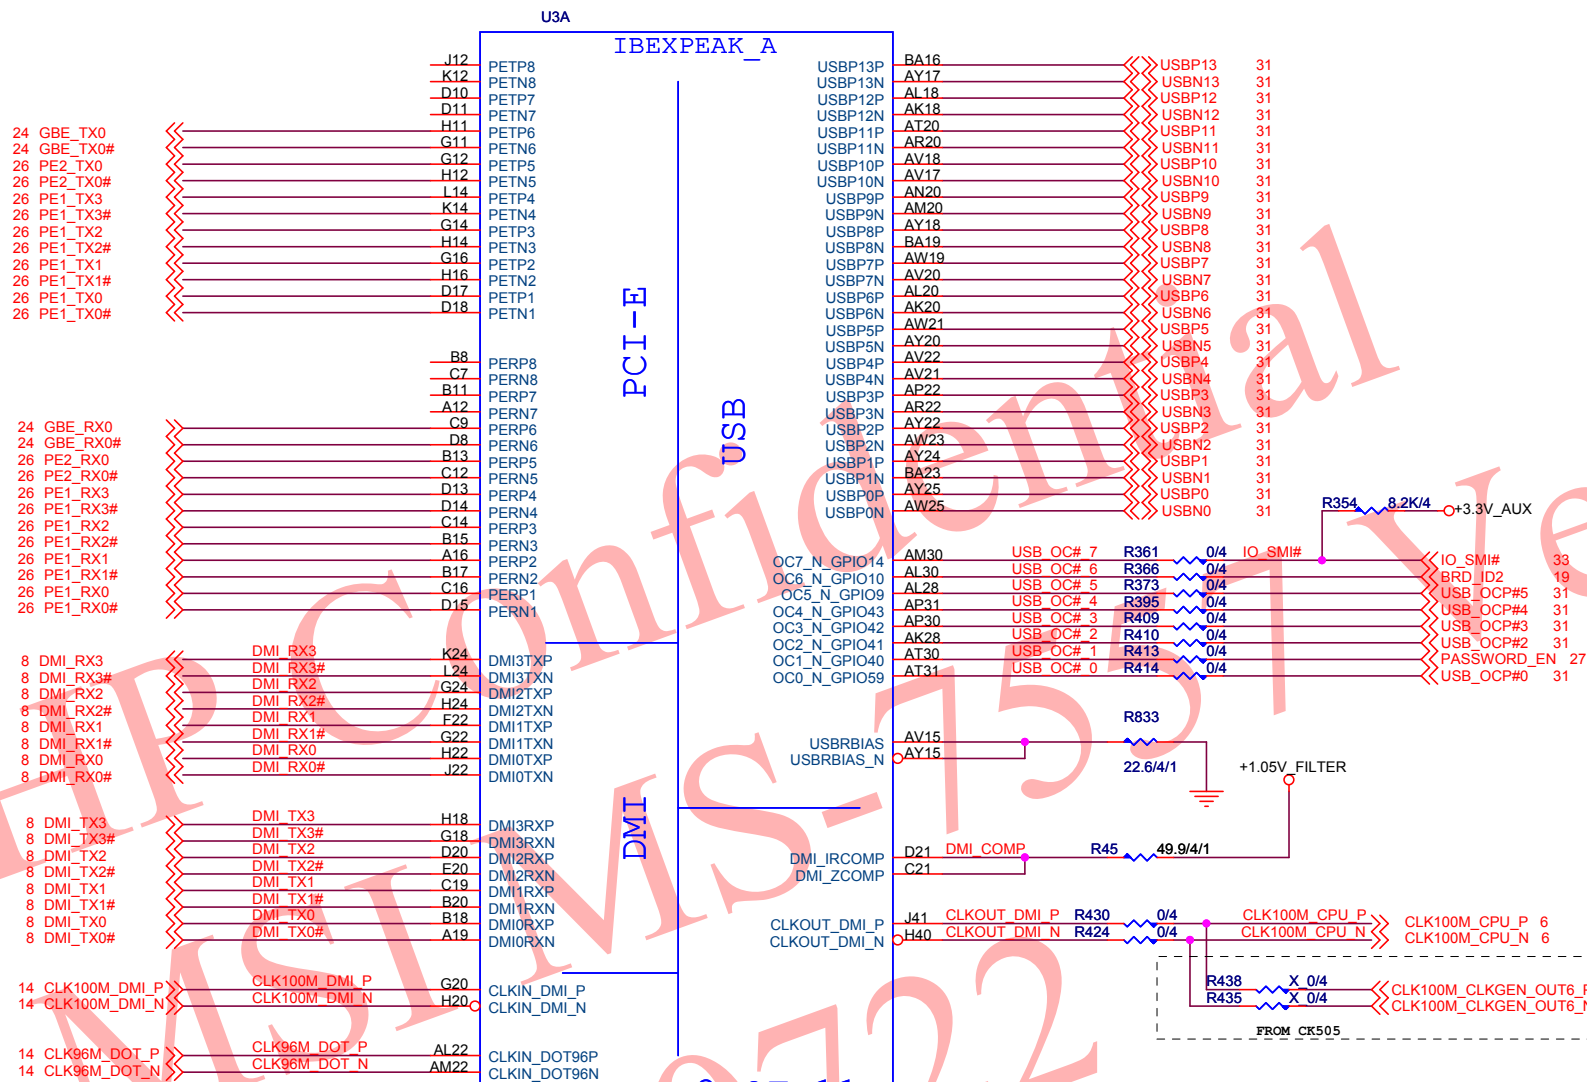 U3A
IBEXPEAK_A
J12 PETP8
K12 PETN8
D10 PETP7
D11 PETN7
24 GBE_TX0 H11 PETP6
24 GBE_TX0# G11 PETN6
26 PE2_TX0 G12 PETP5
26 PE2_TX0# H12 PETN5
26 PE1_TX3 L14 PETP4
26 PE1_TX3# K14 PETN4
26 PE1_TX2 G14 PETP3
26 PE1_TX2# H14 PETN3
26 PE1_TX1 G16 PETP2
26 PE1_TX1# H16 PETN2
26 PE1_TX0 D17 PETP1
26 PE1_TX0# D18 PETN1
B8 PERP8
C7 PERN8
B11 PERP7
A12 PERN7
24 GBE_RX0 C9 PERP6
24 GBE_RX0# D8 PERN6
26 PE2_RX0 B13 PERP5
26 PE2_RX0# C12 PERN5
26 PE1_RX3 D13 PERP4
26 PE1_RX3# D14 PERN4
26 PE1_RX2 C14 PERP3
26 PE1_RX2# B15 PERN3
26 PE1_RX1 A16 PERP2
26 PE1_RX1# B17 PERN2
26 PE1_RX0 C16 PERP1
26 PE1_RX0# D15 PERN1
PCI-E
8 DMI_RX3 DMI_RX3 K24 DMI3TXP
8 DMI_RX3# DMI_RX3# L24 DMI3TXN
8 DMI_RX2 DMI_RX2 G24 DMI2TXP
8 DMI_RX2# DMI_RX2# H24 DMI2TXN
8 DMI_RX1 DMI_RX1 F22 DMI1TXP
8 DMI_RX1# DMI_RX1# G22 DMI1TXN
8 DMI_RX0 DMI_RX0 H22 DMI0TXP
8 DMI_RX0# DMI_RX0# J22 DMI0TXN
8 DMI_TX3 DMI_TX3 H18 DMI3RXP
8 DMI_TX3# DMI_TX3# G18 DMI3RXN
8 DMI_TX2 DMI_TX2 D20 DMI2RXP
8 DMI_TX2# DMI_TX2# E20 DMI2RXN
8 DMI_TX1 DMI_TX1 C19 DMI1RXP
8 DMI_TX1# DMI_TX1# B20 DMI1RXN
8 DMI_TX0 DMI_TX0 B18 DMI0RXP
8 DMI_TX0# DMI_TX0# A19 DMI0RXN
DMI
14 CLK100M_DMI_P CLK100M_DMI_P G20 CLKIN_DMI_P
14 CLK100M_DMI_N CLK100M_DMI_N H20 CLKIN_DMI_N
14 CLK96M_DOT_P CLK96M_DOT_P AL22 CLKIN_DOT96P
14 CLK96M_DOT_N CLK96M_DOT_N AM22 CLKIN_DOT96N
USB
USBP13P BA16 USBP13 31
USBP13N AY17 USBN13 31
USBP12P AL18 USBP12 31
USBP12N AK18 USBN12 31
USBP11P AT20 USBP11 31
USBP11N AR20 USBN11 31
USBP10P AV18 USBP10 31
USBP10N AV17 USBN10 31
USBP9P AN20 USBP9 31
USBP9N AM20 USBN9 31
USBP8P AY18 USBP8 31
USBP8N BA19 USBN8 31
USBP7P AW19 USBP7 31
USBP7N AV20 USBN7 31
USBP6P AL20 USBP6 31
USBP6N AK20 USBN6 31
USBP5P AW21 USBP5 31
USBP5N AY20 USBN5 31
USBP4P AV22 USBP4 31
USBP4N AV21 USBN4 31
USBP3P AP22 USBP3 31
USBP3N AR22 USBN3 31
USBP2P AY22 USBP2 31
USBP2N AW23 USBN2 31
USBP1P AY24 USBP1 31
USBP1N BA23 USBN1 31
USBP0P AY25 USBP0 31
USBP0N AW25 USBN0 31
R354 8.2K/4 +3.3V_AUX
OC7_N_GPIO14 AM30 USB_OC#_7 R361 0/4 IO_SMI# IO_SMI# 33
OC6_N_GPIO10 AL30 USB_OC#_6 R366 0/4 BRD_ID2 19
OC5_N_GPIO9 AL28 USB_OC#_5 R373 0/4 USB_OCP#5 31
OC4_N_GPIO43 AP31 USB_OC#_4 R395 0/4 USB_OCP#4 31
OC3_N_GPIO42 AP30 USB_OC#_3 R409 0/4 USB_OCP#3 31
OC2_N_GPIO41 AK28 USB_OC#_2 R410 0/4 USB_OCP#2 31
OC1_N_GPIO40 AT30 USB_OC#_1 R413 0/4 PASSWORD_EN 27
OC0_N_GPIO59 AT31 USB_OC#_0 R414 0/4 USB_OCP#0 31
USBRBIAS AV15 R833
USBRBIAS_N AY15 22.6/4/1
+1.05V_FILTER
DMI_IRCOMP D21 DMI_COMP R45 49.9/4/1
DMI_ZCOMP C21
CLKOUT_DMI_P J41 CLKOUT_DMI_P R430 0/4 CLK100M_CPU_P CLK100M_CPU_P 6
CLKOUT_DMI_N H40 CLKOUT_DMI_N R424 0/4 CLK100M_CPU_N CLK100M_CPU_N 6
R438 X_0/4 CLK100M_CLKGEN_OUT6_P
R435 X_0/4 CLK100M_CLKGEN_OUT6_N
FROM CK505
HP Confidential
MSI MS-7557 Ve